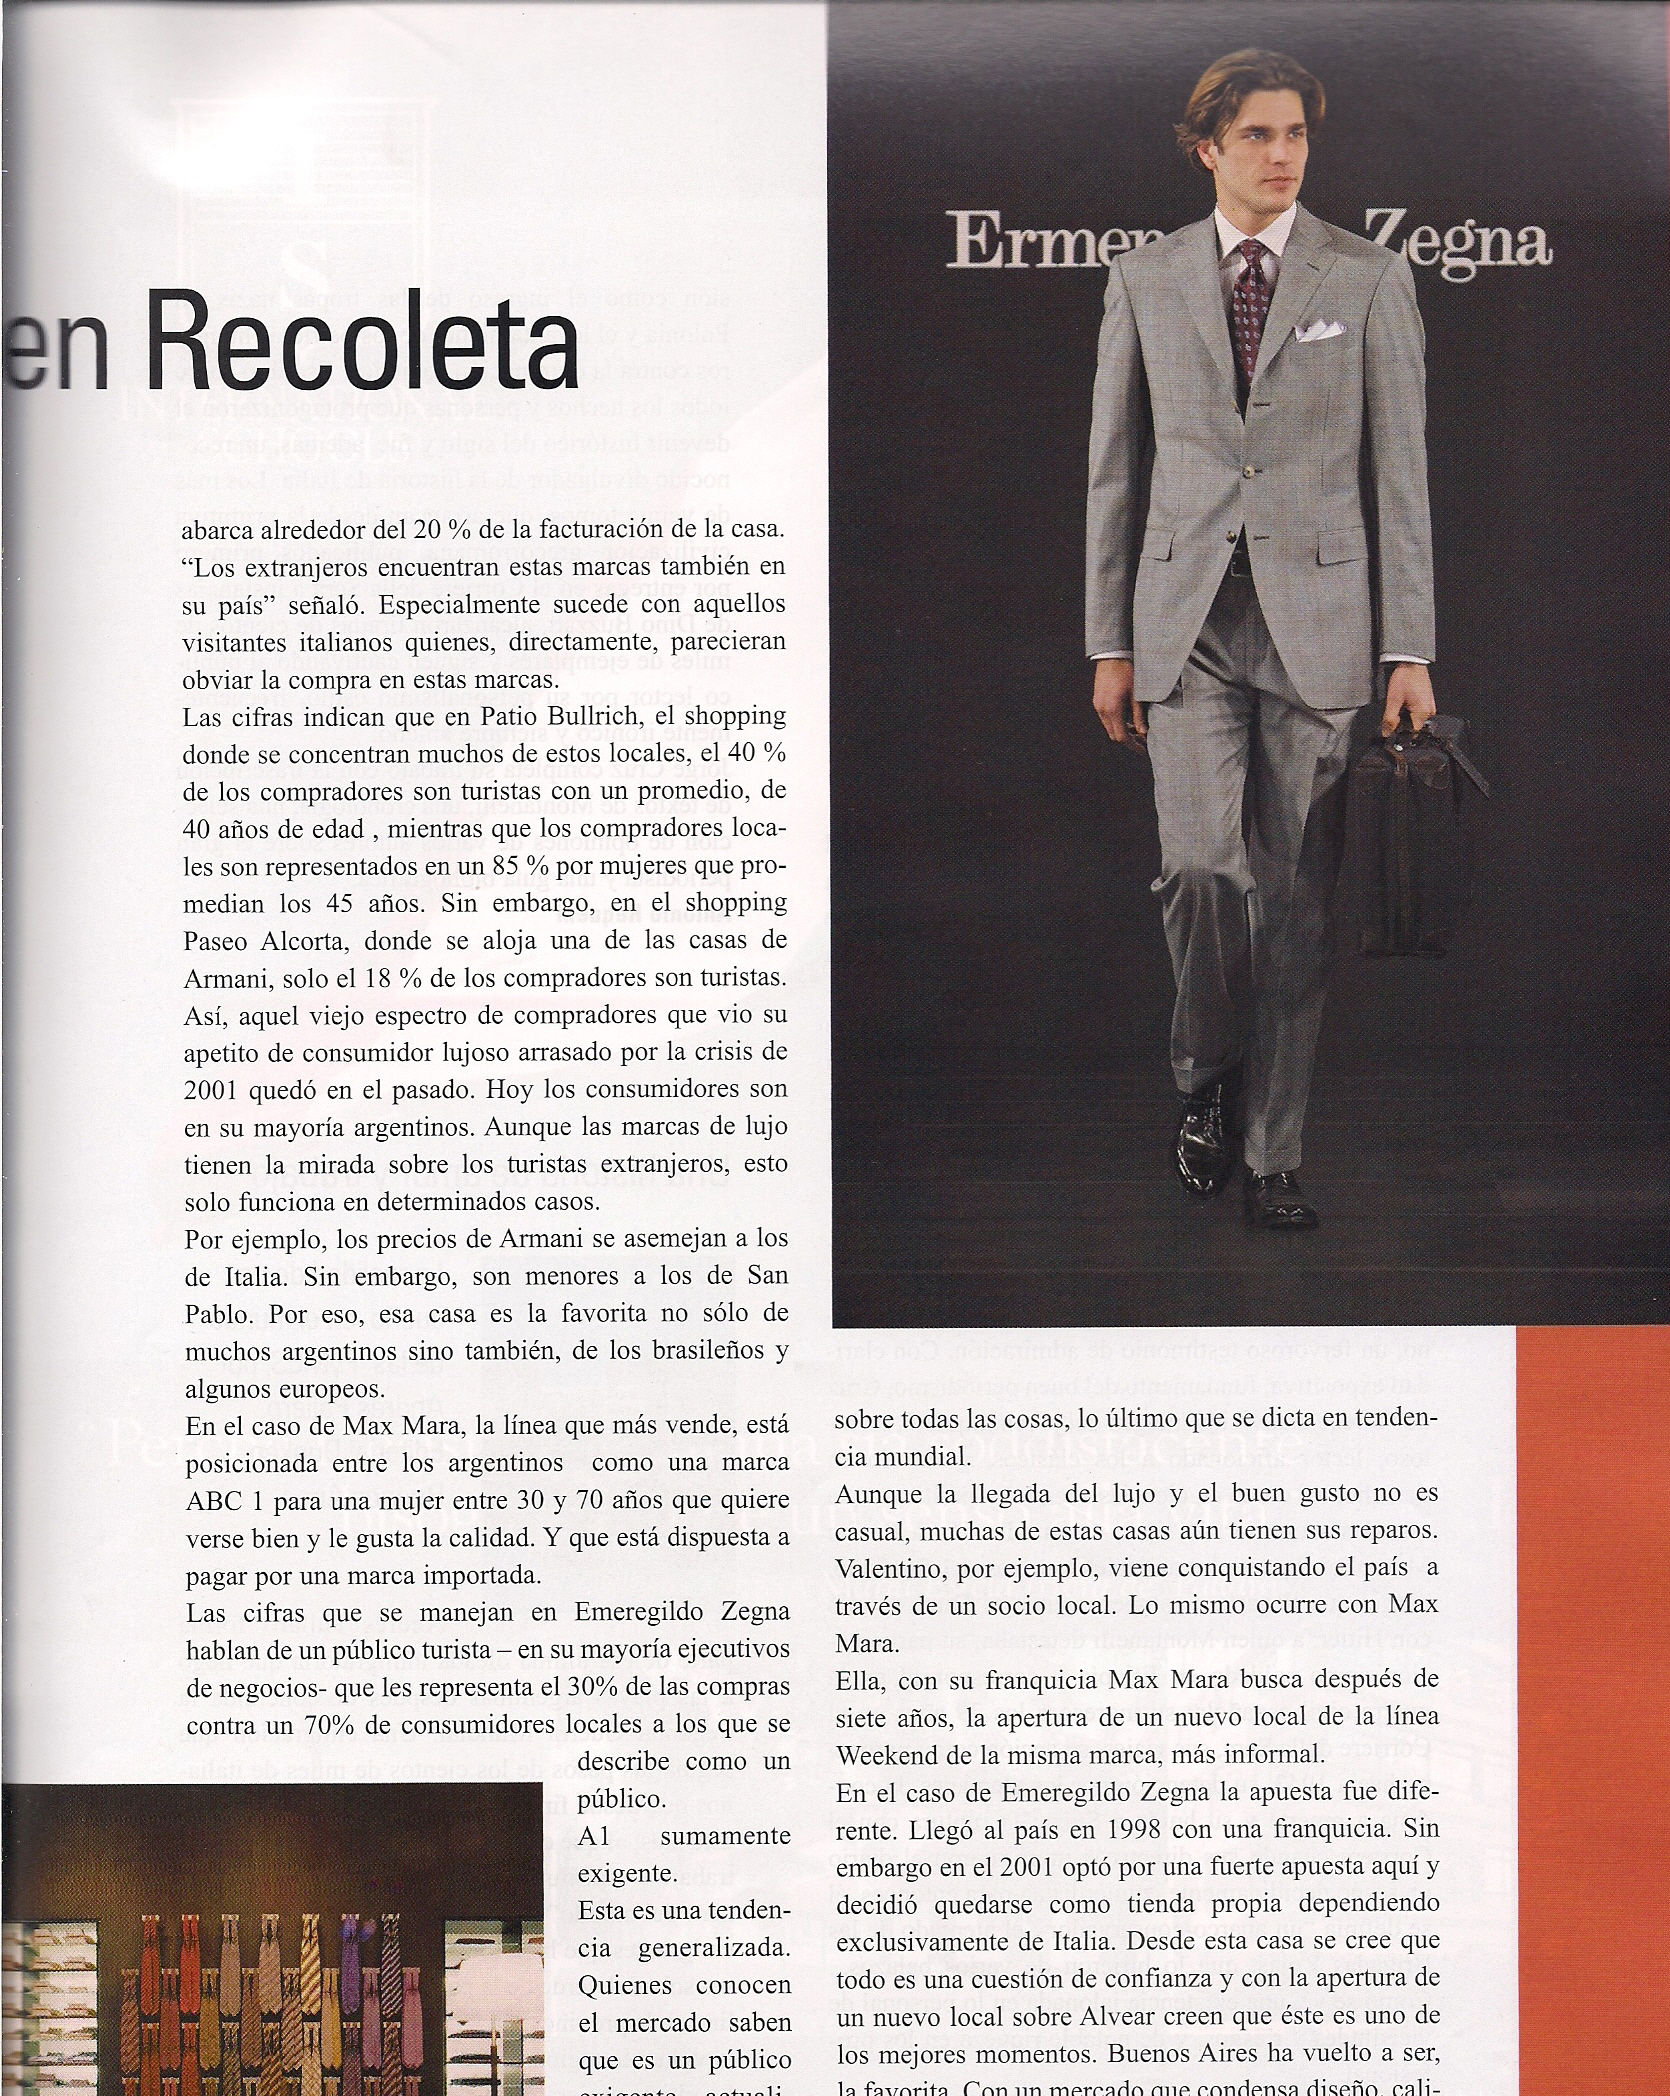 en Recoleta
Ermen Zegna
abarca alrededor del 20 % de la facturación de la casa.
“Los extranjeros encuentran estas marcas también en
su país” señaló. Especialmente sucede con aquellos
visitantes italianos quienes, directamente, parecieran
obviar la compra en estas marcas.
Las cifras indican que en Patio Bullrich, el shopping
donde se concentran muchos de estos locales, el 40 %
de los compradores son turistas con un promedio, de
40 años de edad , mientras que los compradores loca-
les son representados en un 85 % por mujeres que pro-
median los 45 años. Sin embargo, en el shopping
Paseo Alcorta, donde se aloja una de las casas de
Armani, solo el 18 % de los compradores son turistas.
Así, aquel viejo espectro de compradores que vio su
apetito de consumidor lujoso arrasado por la crisis de
2001 quedó en el pasado. Hoy los consumidores son
en su mayoría argentinos. Aunque las marcas de lujo
tienen la mirada sobre los turistas extranjeros, esto
solo funciona en determinados casos.
Por ejemplo, los precios de Armani se asemejan a los
de Italia. Sin embargo, son menores a los de San
Pablo. Por eso, esa casa es la favorita no sólo de
muchos argentinos sino también, de los brasileños y
algunos europeos.
En el caso de Max Mara, la línea que más vende, está
posicionada entre los argentinos como una marca
ABC 1 para una mujer entre 30 y 70 años que quiere
verse bien y le gusta la calidad. Y que está dispuesta a
pagar por una marca importada.
Las cifras que se manejan en Emeregildo Zegna
hablan de un público turista – en su mayoría ejecutivos
de negocios- que les representa el 30% de las compras
contra un 70% de consumidores locales a los que se
describe como un
público.
A1 sumamente
exigente.
Esta es una tenden-
cia generalizada.
Quienes conocen
el mercado saben
que es un público
exigente, actuali-
sobre todas las cosas, lo último que se dicta en tenden-
cia mundial.
Aunque la llegada del lujo y el buen gusto no es
casual, muchas de estas casas aún tienen sus reparos.
Valentino, por ejemplo, viene conquistando el país a
través de un socio local. Lo mismo ocurre con Max
Mara.
Ella, con su franquicia Max Mara busca después de
siete años, la apertura de un nuevo local de la línea
Weekend de la misma marca, más informal.
En el caso de Emeregildo Zegna la apuesta fue dife-
rente. Llegó al país en 1998 con una franquicia. Sin
embargo en el 2001 optó por una fuerte apuesta aquí y
decidió quedarse como tienda propia dependiendo
exclusivamente de Italia. Desde esta casa se cree que
todo es una cuestión de confianza y con la apertura de
un nuevo local sobre Alvear creen que éste es uno de
los mejores momentos. Buenos Aires ha vuelto a ser,
la favorita. Con un mercado que condensa diseño, cali-